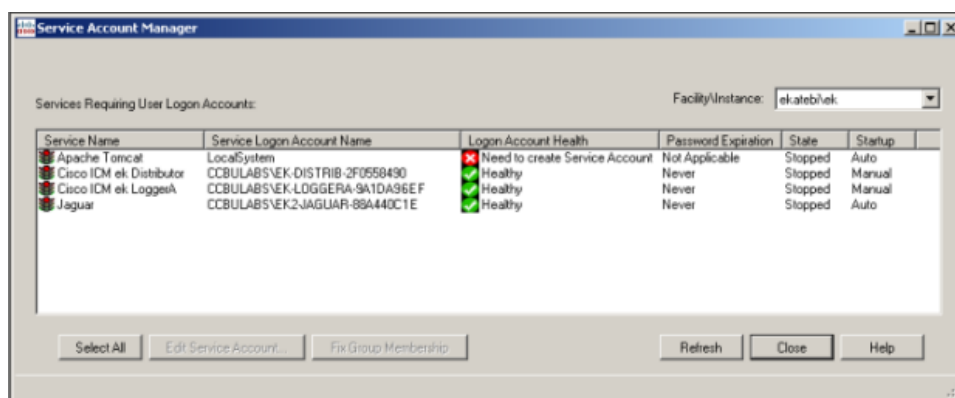 Service Account Manager
Services Requiring User Logon Accounts:
Facility\Instance: ekatebi\ek
Service Name Service Logon Account Name Logon Account Health Password Expiration State Startup
Apache Tomcat LocalSystem Need to create Service Account Not Applicable Stopped Auto
Cisco ICM ek Distributor CCBULABS\EK-DISTRIB-2F0558490 Healthy Never Stopped Manual
Cisco ICM ek LoggerA CCBULABS\EK-LOGGERA-9A1DA96EF Healthy Never Stopped Manual
Jaguar CCBULABS\EK2-JAGUAR-88A440C1E Healthy Never Stopped Auto
Select All Edit Service Account... Fix Group Membership Refresh Close Help